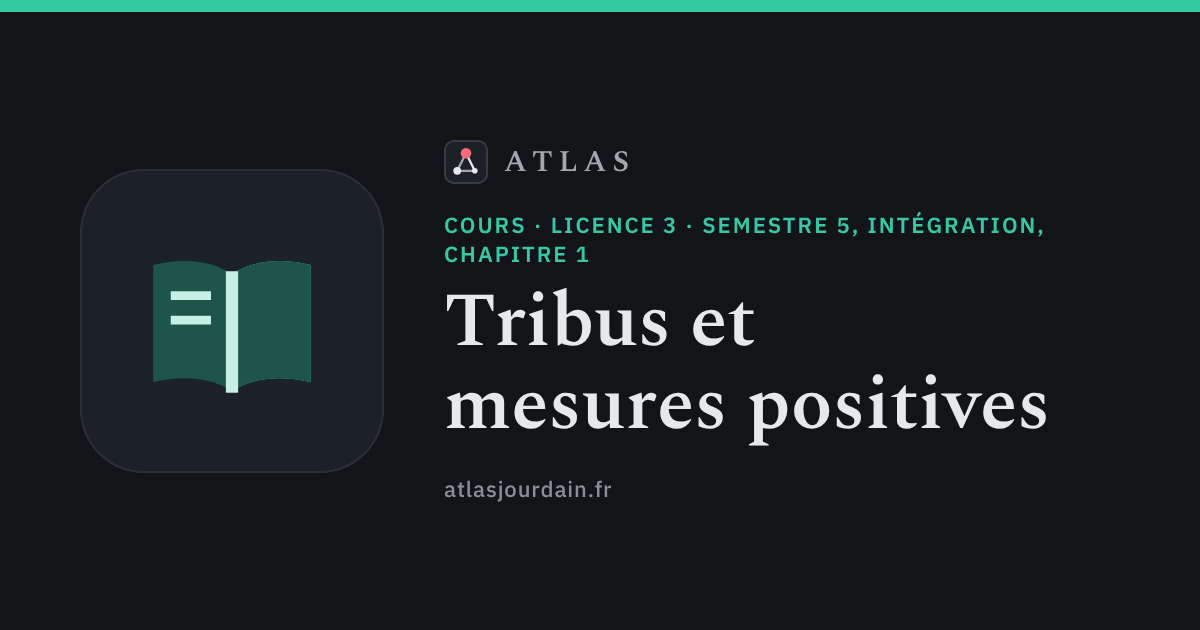 ATLAS
COURS · LICENCE 3 · SEMESTRE 5, INTÉGRATION,
CHAPITRE 1
Tribus et
mesures positives
atlasjourdain.fr